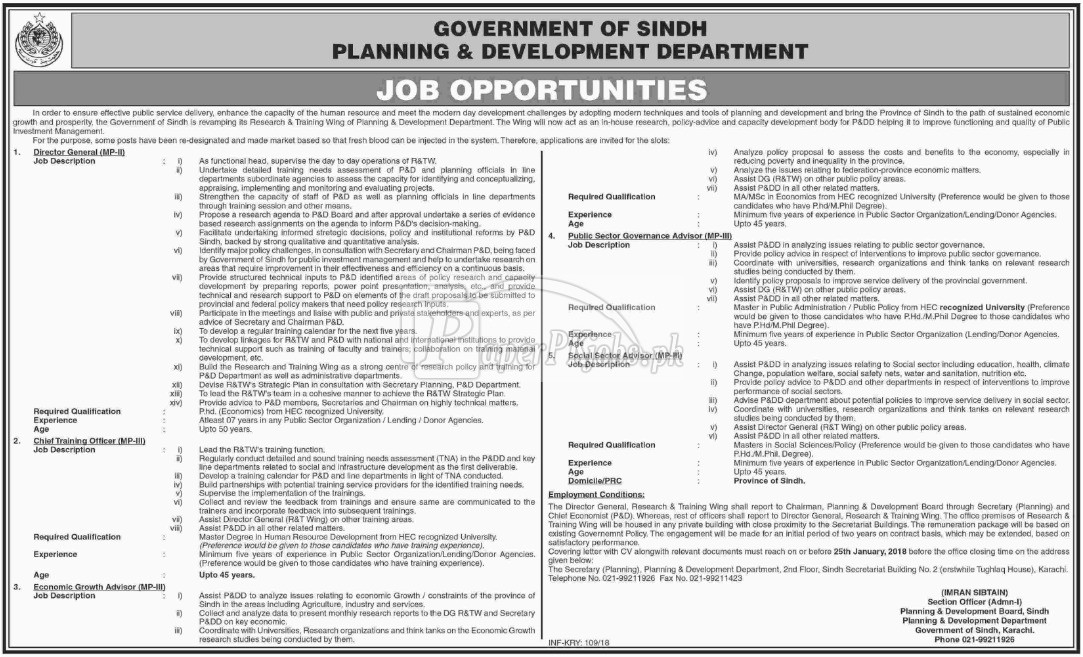 GOVERNMENT OF SINDH
PLANNING & DEVELOPMENT DEPARTMENT
JOB OPPORTUNITIES
In order to ensure effective public service delivery, enhance the capacity of the human resource and meet the modern day development challenges by adopting modern techniques and tools of planning and development and bring the Province of Sindh to the path of sustained economic
growth and prosperity, the Government of Sindh is revamping its Research & Training Wing of Planning & Development Department. The Wing will now act as an in-house research, policy-advice and capacity development body for P&DD helping it to improve functioning and quality of Public
Investment Management.
For the purpose, some posts have been re-designated and made market based so that fresh blood can be injected in the system. Therefore, applications are invited for the slots:
1. Director General (MP-II)
Job Description : i) As functional head, supervise the day to day operations of R&TW.
ii) Undertake detailed training needs assessment of P&D and planning officials in line
departments subordinate agencies to assess the capacity for identifying and conceptualizing,
appraising, implementing and monitoring and evaluating projects.
iii) Strengthen the capacity of staff of P&D as well as planning officials in line departments
through training session and other means.
iv) Propose a research agenda to P&D Board and after approval undertake a series of evidence
based research assignments on the agenda to inform P&D's decision-making.
v) Facilitate undertaking informed strategic decisions, policy and institutional reforms by P&D
Sindh, backed by strong qualitative and quantitative analysis.
vi) Identify major policy challenges, in consultation with Secretary and Chairman P&D, being faced
by Government of Sindh for public investment management and help to undertake research on
areas that require improvement in their effectiveness and efficiency on a continuous basis.
vii) Provide structured technical inputs to P&D identified areas of policy research and capacity
development by preparing reports, power point presentation, analysis, etc., and provide
technical and research support to P&D on elements of the draft proposals to be submitted to
provincial and federal policy makers that need policy research inputs.
viii) Participate in the meetings and liaise with public and private stakeholders and experts, as per
advice of Secretary and Chairman P&D.
ix) To develop a regular training calendar for the next five years.
x) To develop linkages for R&TW and P&D with national and international institutions to provide
technical support such as training of faculty and trainees, collaboration on training material
development, etc.
xi) Build the Research and Training Wing as a strong centre of research policy and training for
P&D Department as well as administrative departments.
xii) Devise R&TW's Strategic Plan in consultation with Secretary Planning, P&D Department.
xiii) To lead the R&TW's team in a cohesive manner to achieve the R&TW Strategic Plan.
xiv) Provide advice to P&D members, Secretaries and Chairman on highly technical matters.
Required Qualification : P.hd. (Economics) from HEC recognized University.
Experience : Atleast 07 years in any Public Sector Organization / Lending / Donor Agencies.
Age : Upto 50 years.
2. Chief Training Officer (MP-III)
Job Description : i) Lead the R&TW's training function.
ii) Regularly conduct detailed and sound training needs assessment (TNA) in the P&DD and key
line departments related to social and infrastructure development as the first deliverable.
iii) Develop a training calendar for P&D and line departments in light of TNA conducted.
iv) Build partnerships with potential training service providers for the identified training needs.
v) Supervise the implementation of the trainings.
vi) Collect and review the feedback from trainings and ensure same are communicated to the
trainers and incorporate feedback into subsequent trainings.
vii) Assist Director General (R&T Wing) on other training areas.
viii) Assist P&DD in all other related matters.
Required Qualification : Master Degree in Human Resource Development from HEC recognized University.
(Preference would be given to those candidates who have training experience).
Experience : Minimum five years of experience in Public Sector Organization/Lending/Donor Agencies.
(Preference would be given to those candidates who have training experience).
Age : Upto 45 years.
3. Economic Growth Advisor (MP-III)
Job Description : i) Assist P&DD to analyze issues relating to economic Growth / constraints of the province of
Sindh in the areas including Agriculture, industry and services.
ii) Collect and analyze data to present monthly research reports to the DG R&TW and Secretary
P&DD on key economic.
iii) Coordinate with Universities, Research organizations and think tanks on the Economic Growth
research studies being conducted by them.
iv) Analyze policy proposal to assess the costs and benefits to the economy, especially in
reducing poverty and inequality in the province.
v) Analyze the issues relating to federation-province economic matters.
vi) Assist DG (R&TW) on other public policy areas.
vii) Assist P&DD in all other related matters.
Required Qualification : MA/MSc in Economics from HEC recognized University (Preference would be given to those
candidates who have P.hd/M.Phil Degree).
Experience : Minimum five years of experience in Public Sector Organization/Lending/Donor Agencies.
Age : Upto 45 years.
4. Public Sector Governance Advisor (MP-III)
Job Description : i) Assist P&DD in analyzing issues relating to public sector governance.
ii) Provide policy advice in respect of interventions to improve public sector governance.
iii) Coordinate with universities, research organizations and think tanks on relevant research
studies being conducted by them.
v) Identify policy proposals to improve service delivery of the provincial government.
vi) Assist DG (R&TW) on other public policy areas.
vii) Assist P&DD in all other related matters.
Required Qualification : Master in Public Administration / Public Policy from HEC recognized University (Preference
would be given to those candidates who have P.Hd./M.Phil Degree to those candidates who
have P.Hd/M.Phil Degree).
Experience : Minimum five years of experience in Public Sector Organization (Lending/Donor Agencies.
Age : Upto 45 years.
5. Social Sector Advisor (MP-III)
Job Description : i) Assist P&DD in analyzing issues relating to Social sector including education, health, climate
Change, population welfare, social safety nets, water and sanitation, nutrition etc.
ii) Provide policy advice to P&DD and other departments in respect of interventions to improve
performance of social sectors.
iii) Advise P&DD department about potential policies to improve service delivery in social sector.
iv) Coordinate with universities, research organizations and think tanks on relevant research
studies being conducted by them.
v) Assist Director General (R&T Wing) on other public policy areas.
vi) Assist P&DD in all other related matters.
Required Qualification : Masters in Social Sciences/Policy (Preference would be given to those candidates who have
P.Hd./M.Phil, Degree).
Experience : Minimum five years of experience in Public Sector Organization/Lending/Donor Agencies.
Age : Upto 45 years.
Domicile/PRC : Province of Sindh.
Employment Conditions:
The Director General, Research & Training Wing shall report to Chairman, Planning & Development Board through Secretary (Planning) and
Chief Economist (P&D). Whereas, rest of officers shall report to Director General, Research & Training Wing. The office premises of Research &
Training Wing will be housed in any private building with close proximity to the Secretariat Buildings. The remuneration package will be based on
existing Governmnt Policy. The engagement will be made for an initial period of two years on contract basis, which may be extended, based on
satisfactory performance.
Covering letter with CV alongwith relevant documents must reach on or before 25th January, 2018 before the office closing time on the address
given below:
The Secretary (Planning), Planning & Development Department, 2nd Floor, Sindh Secretariat Building No. 2 (erstwhile Tughlaq House), Karachi.
Telephone No. 021-99211926 Fax No. 021-99211423
(IMRAN SIBTAIN)
Section Officer (Admn-I)
Planning & Development Board, Sindh
Planning & Development Department
Government of Sindh, Karachi.
Phone 021-99211926
INF-KRY: 109/18
PaperPkjobs.pk